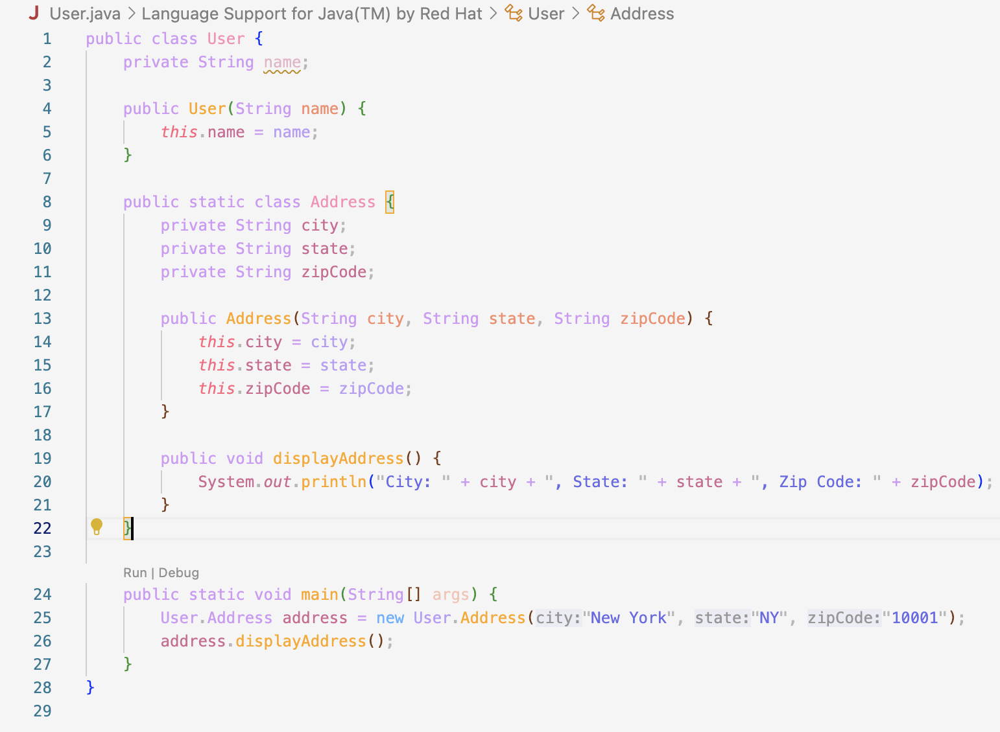 User.java > Language Support for Java(TM) by Red Hat > User > Address
1 public class User {
2     private String name;
3
4     public User(String name) {
5         this.name = name;
6     }
7
8     public static class Address {
9         private String city;
10         private String state;
11         private String zipCode;
12
13         public Address(String city, String state, String zipCode) {
14             this.city = city;
15             this.state = state;
16             this.zipCode = zipCode;
17         }
18
19         public void displayAddress() {
20             System.out.println("City: " + city + ", State: " + state + ", Zip Code: " + zipCode);
21         }
22     }
23
Run | Debug
24     public static void main(String[] args) {
25         User.Address address = new User.Address(city:"New York", state:"NY", zipCode:"10001");
26         address.displayAddress();
27     }
28 }
29